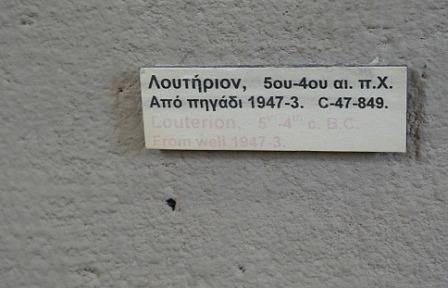 Λουτήριον, 5ου-4ου αι. π.Χ.
Από πηγάδι 1947-3. C-47-849.
Louterion, 5th-4th c. B.C.
From well 1947-3.